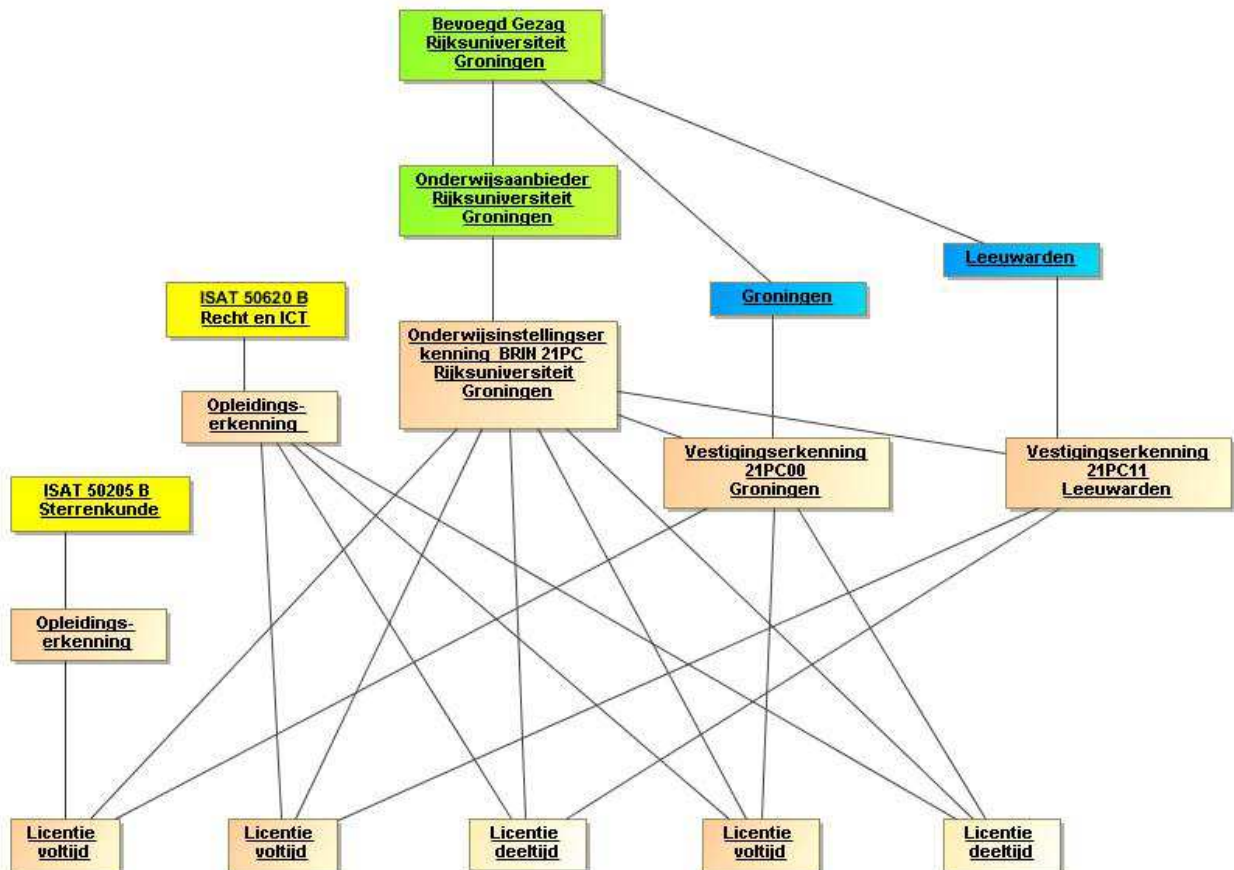 Bevoegd Gezag
Rijksuniversiteit
Groningen
Onderwijsaanbieder
Rijksuniversiteit
Groningen
Leeuwarden
Groningen
ISAT 50620 B
Recht en ICT
Onderwijsinstellingser
kenning BRIN 21PC
Rijksuniversiteit
Groningen
Opleidings-
erkenning
Vestigingserkenning
21PC00
Groningen
Vestigingserkenning
21PC11
Leeuwarden
ISAT 50205 B
Sterrenkunde
Opleidings-
erkenning
Licentie
voltijd
Licentie
voltijd
Licentie
deeltijd
Licentie
voltijd
Licentie
deeltijd